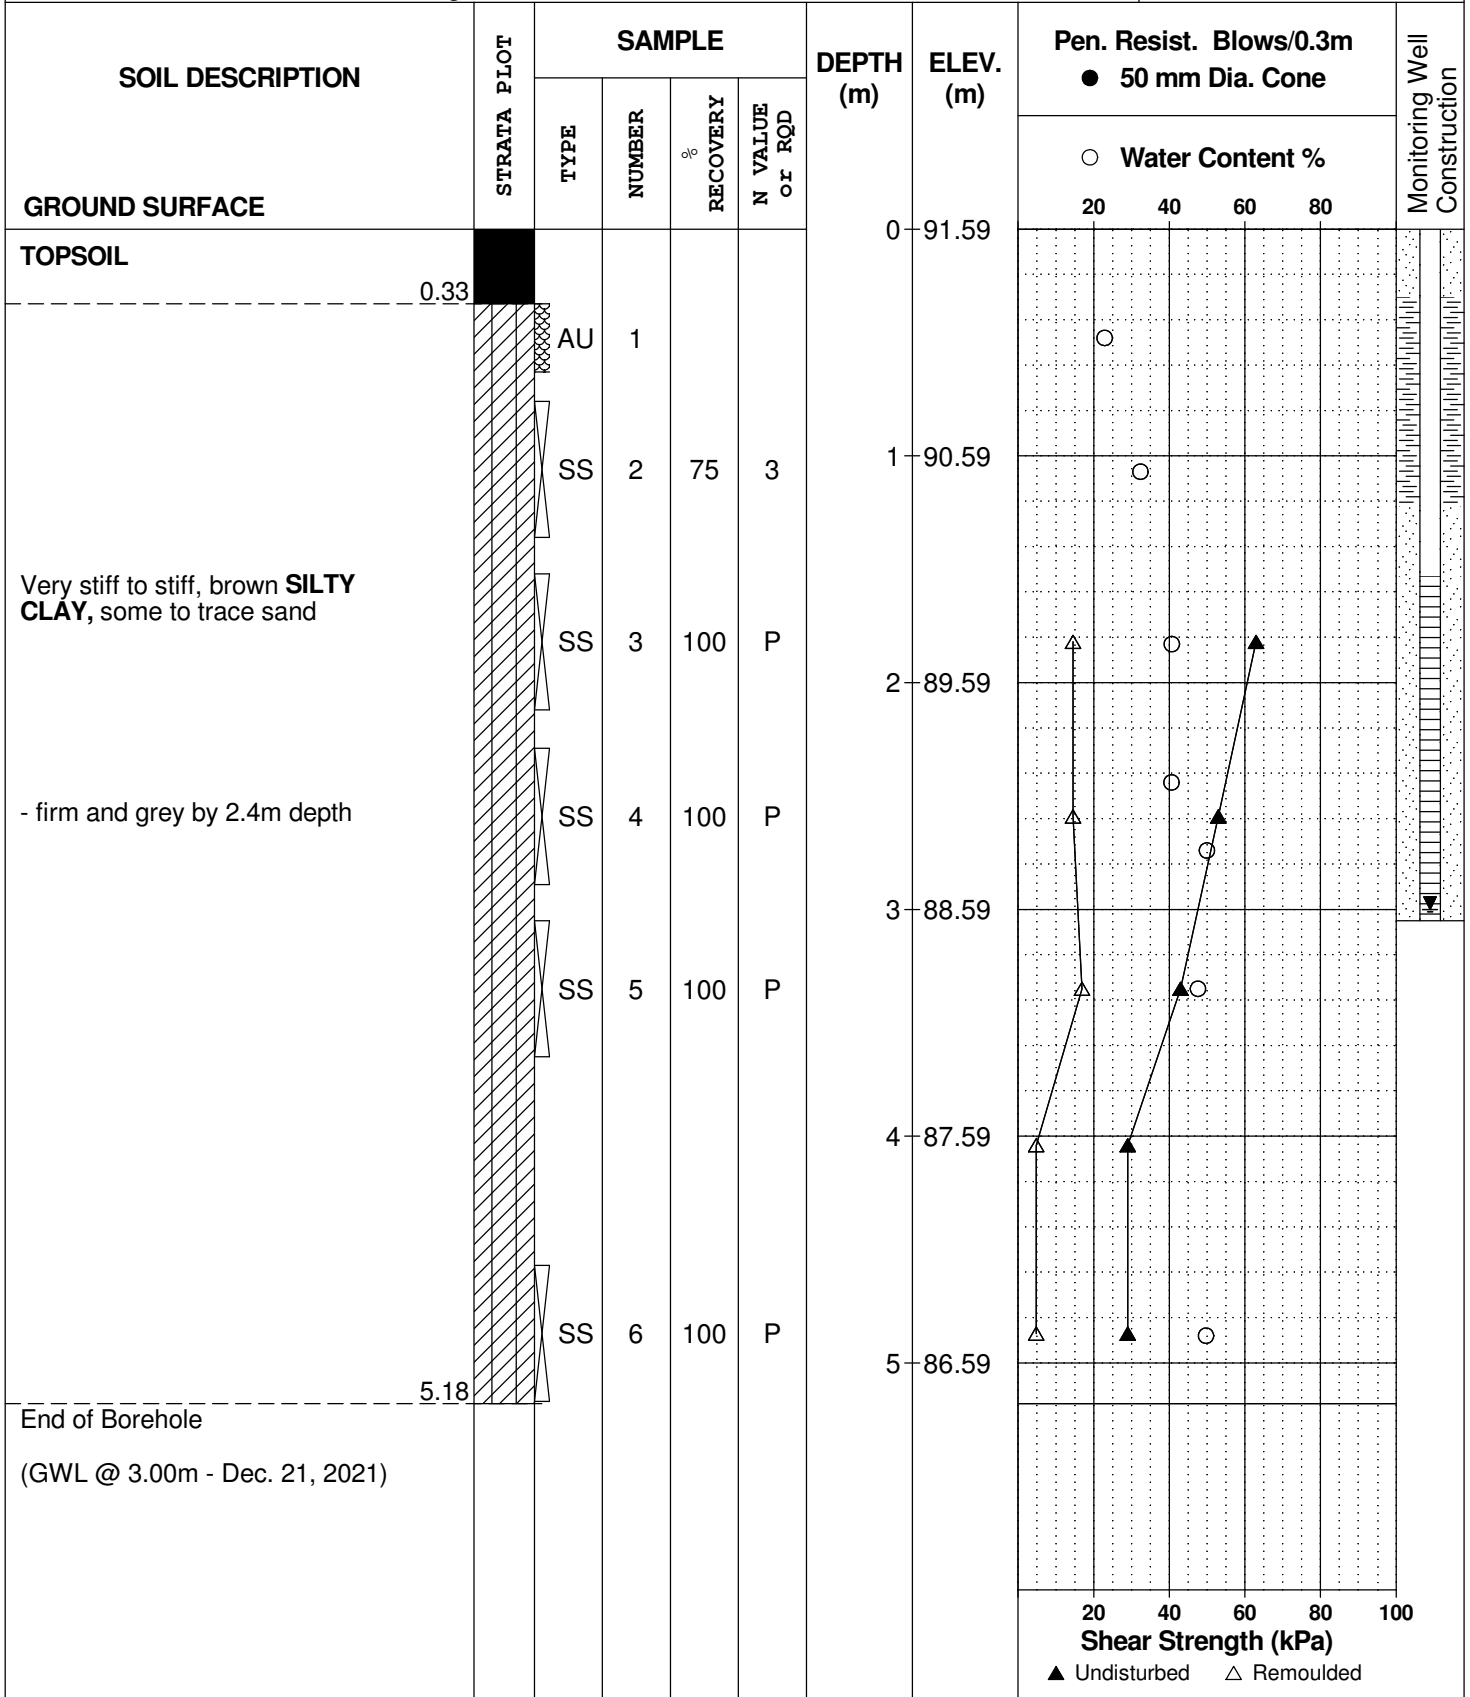 SOIL DESCRIPTION
GROUND SURFACE
STRATA PLOT
SAMPLE
TYPE
NUMBER
%
RECOVERY
N VALUE
or RQD
DEPTH
(m)
ELEV.
(m)
Pen. Resist. Blows/0.3m
● 50 mm Dia. Cone
○ Water Content %
20 40 60 80
Monitoring Well
Construction
0 91.59
TOPSOIL
0.33
AU 1
1 90.59
SS 2 75 3
Very stiff to stiff, brown SILTY
CLAY, some to trace sand
SS 3 100 P
2 89.59
- firm and grey by 2.4m depth
SS 4 100 P
3 88.59
SS 5 100 P
4 87.59
SS 6 100 P
5 86.59
5.18
End of Borehole
(GWL @ 3.00m - Dec. 21, 2021)
20 40 60 80 100
Shear Strength (kPa)
▲ Undisturbed △ Remoulded